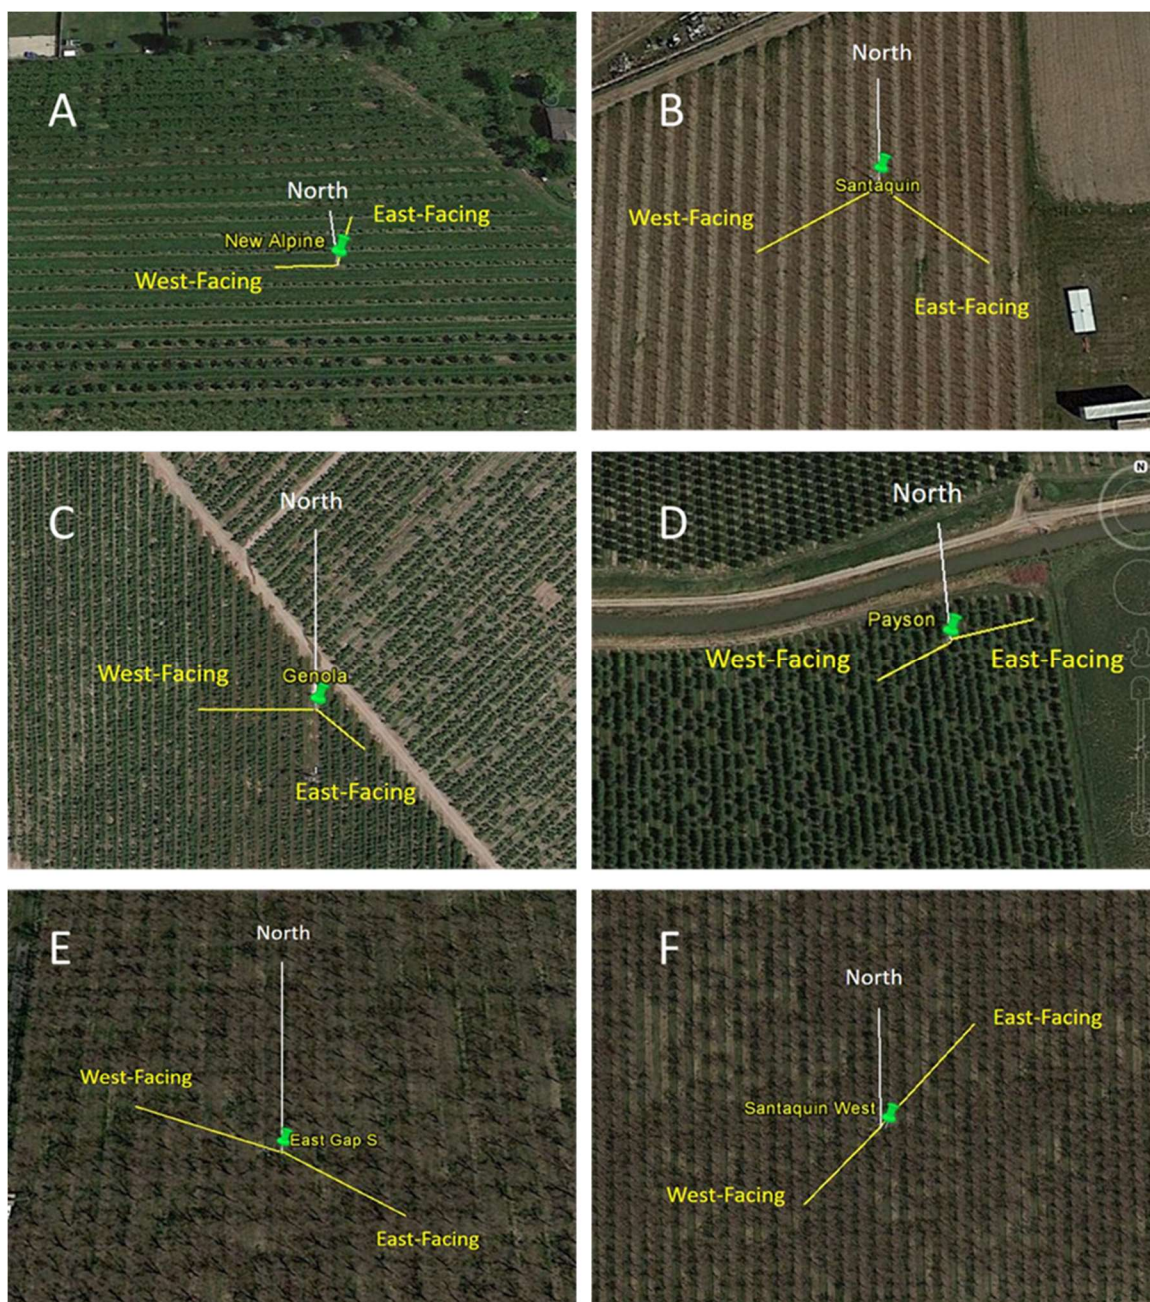 A
North
East-Facing
New Alpine
West-Facing
B
North
Santaquin
West-Facing
East-Facing
C
North
West-Facing
Genola
East-Facing
D
N
North
Payson
West-Facing
East-Facing
E
North
West-Facing
East Gap S
East-Facing
F
North
East-Facing
Santaquin West
West-Facing